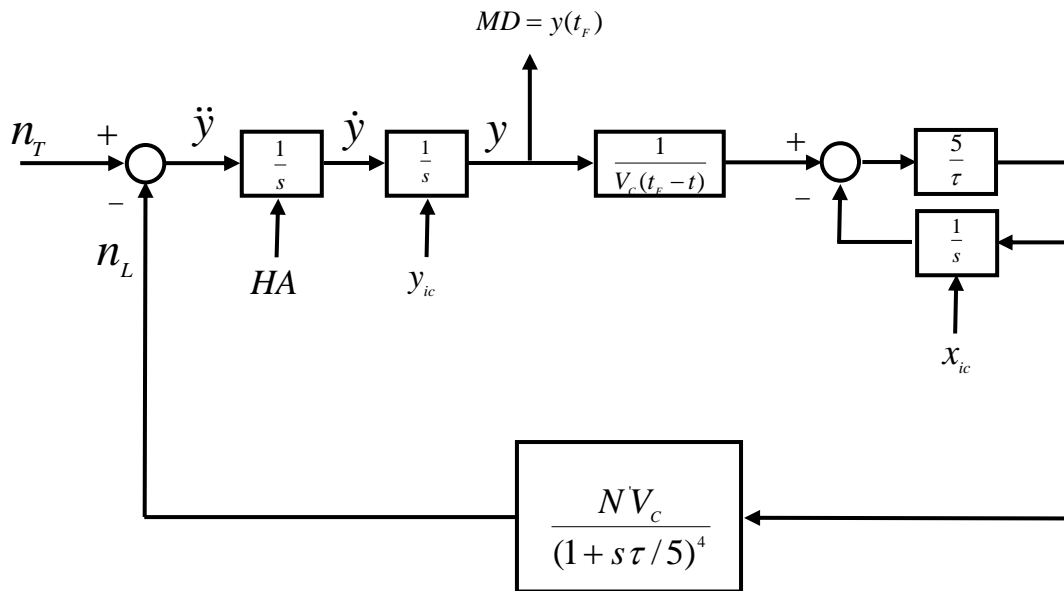 MD = y(t_F)
n_T
+
ÿ
1/s
ẏ
1/s
y
1/(V_C(t_F − t))
+
5/τ
−
−
1/s
n_L
HA
y_ic
x_ic
N'V_C/(1 + sτ/5)^4